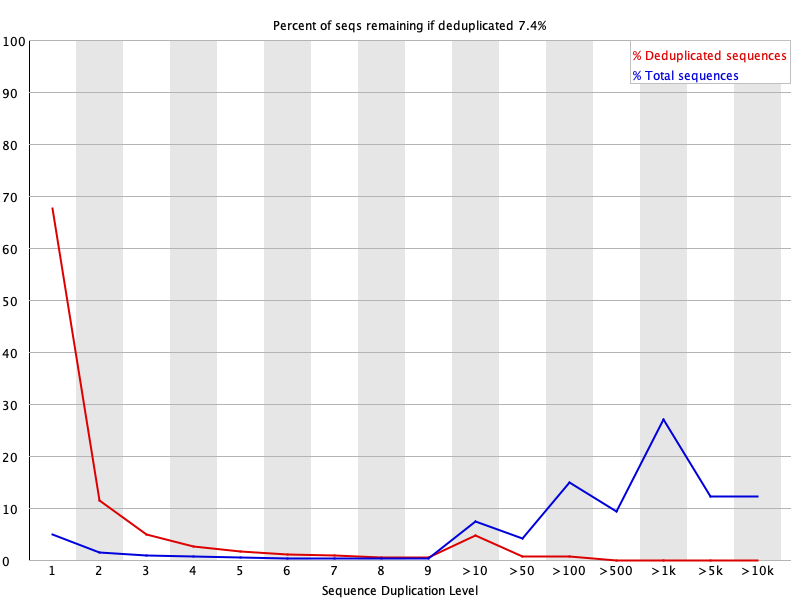 Percent of seqs remaining if deduplicated 7.4%
% Deduplicated sequences
% Total sequences
100
90
80
70
60
50
40
30
20
10
0
1 2 3 4 5 6 7 8 9 >10 >50 >100 >500 >1k >5k >10k
Sequence Duplication Level